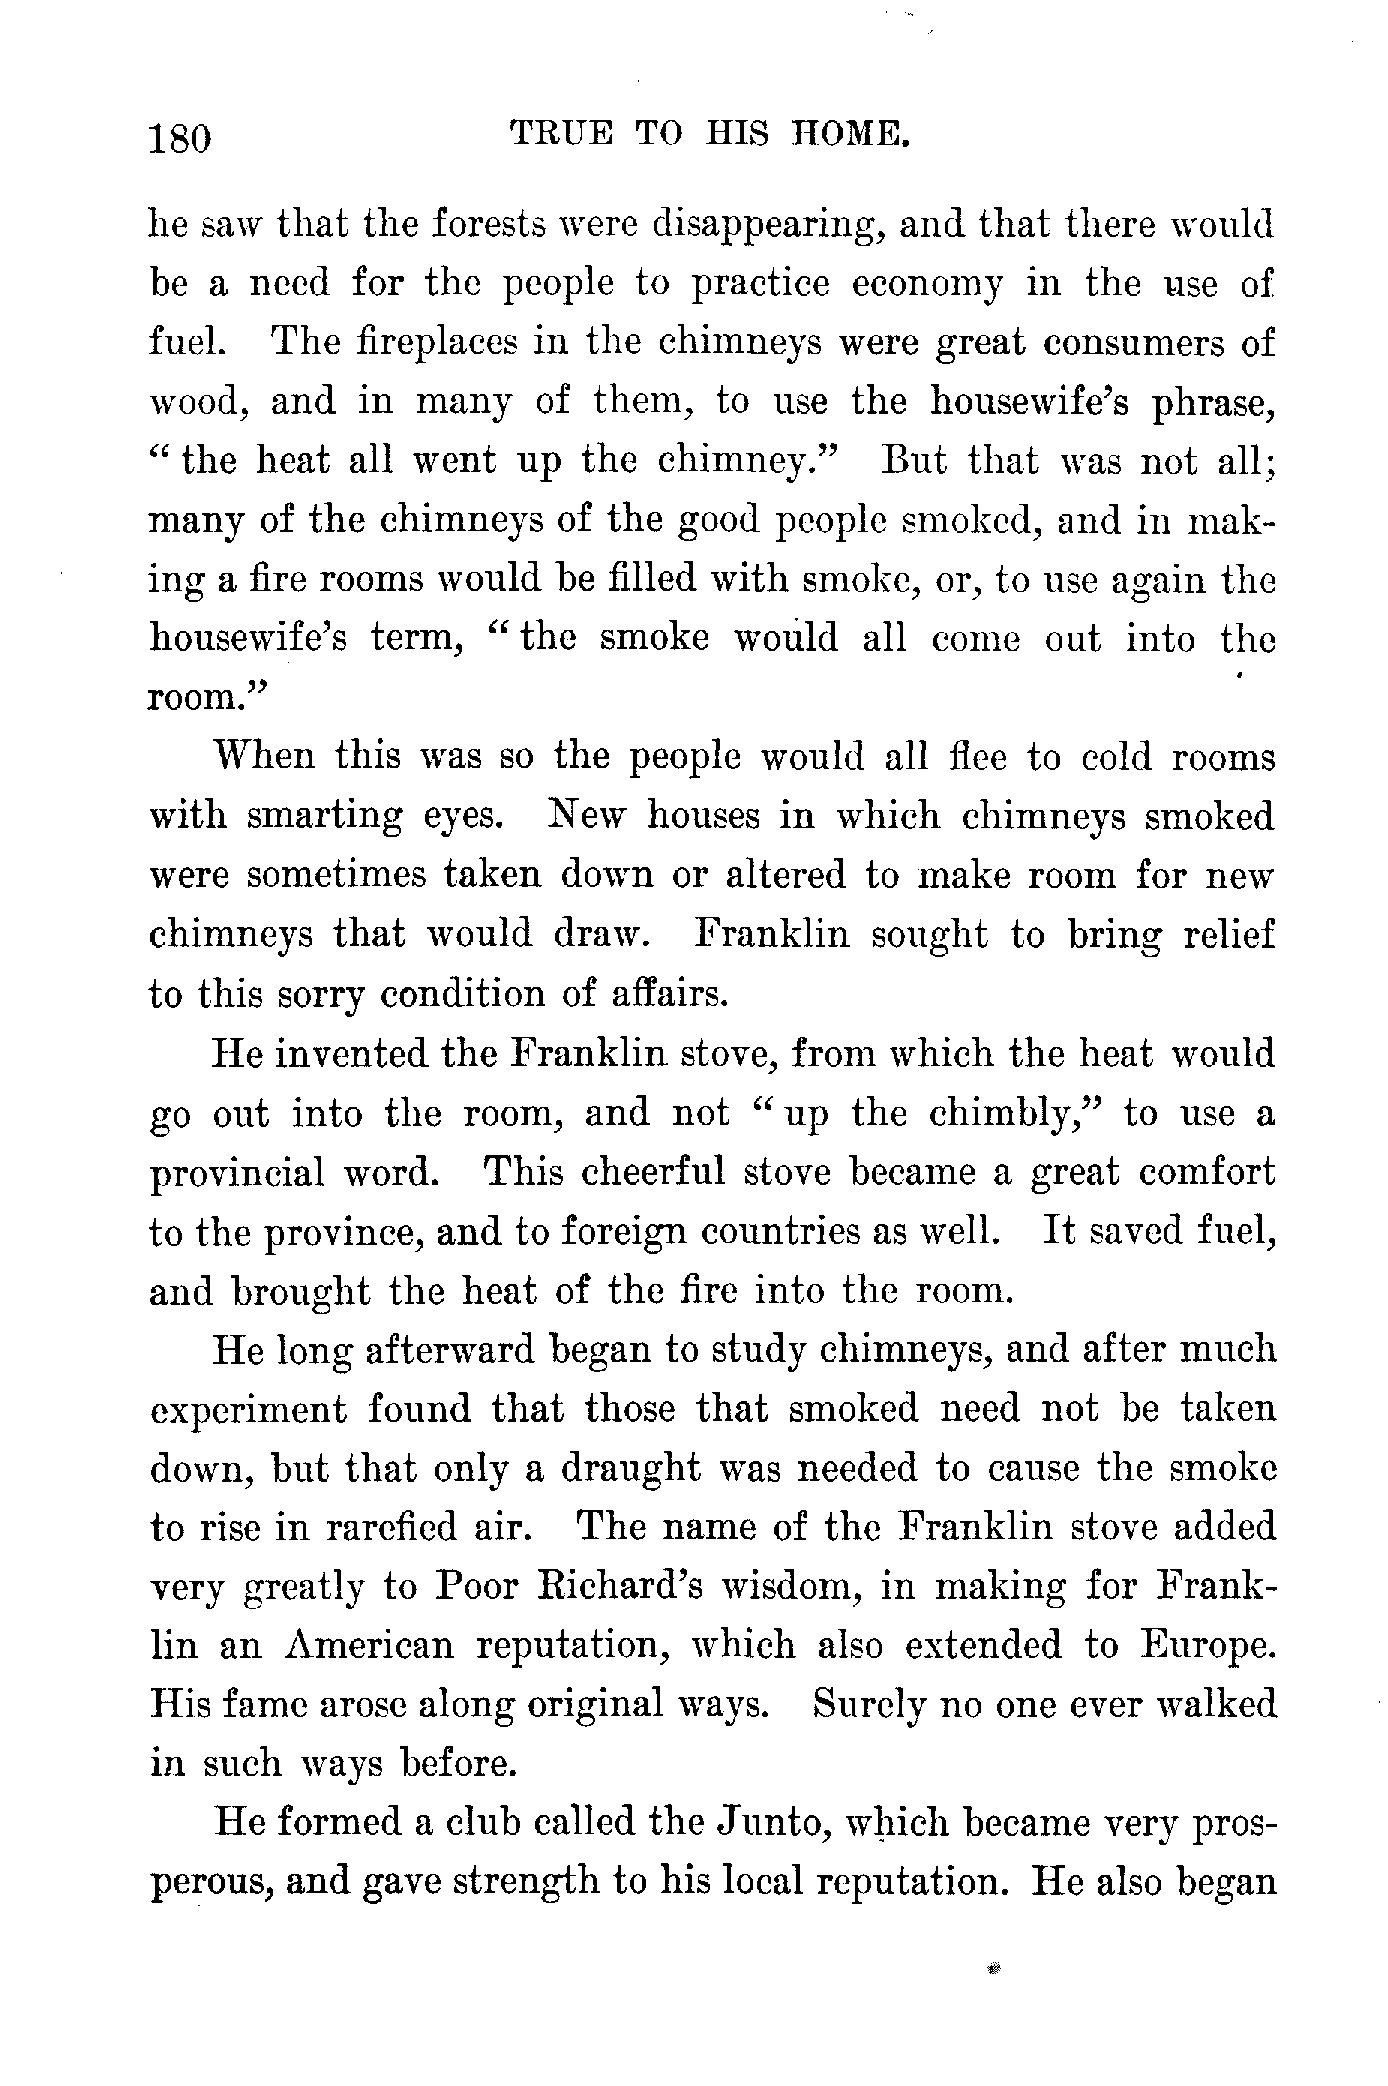 180 TRUE TO HIS HOME.
he saw that the forests were disappearing, and that there would
be a need for the people to practice economy in the use of
fuel. The fireplaces in the chimneys were great consumers of
wood, and in many of them, to use the housewife's phrase,
“ the heat all went up the chimney.” But that was not all;
many of the chimneys of the good people smoked, and in mak-
ing a fire rooms would be filled with smoke, or, to use again the
housewife's term, “ the smoke would all come out into the
room.”
When this was so the people would all flee to cold rooms
with smarting eyes. New houses in which chimneys smoked
were sometimes taken down or altered to make room for new
chimneys that would draw. Franklin sought to bring relief
to this sorry condition of affairs.
He invented the Franklin stove, from which the heat would
go out into the room, and not “ up the chimbly,” to use a
provincial word. This cheerful stove became a great comfort
to the province, and to foreign countries as well. It saved fuel,
and brought the heat of the fire into the room.
He long afterward began to study chimneys, and after much
experiment found that those that smoked need not be taken
down, but that only a draught was needed to cause the smoke
to rise in rarefied air. The name of the Franklin stove added
very greatly to Poor Richard's wisdom, in making for Frank-
lin an American reputation, which also extended to Europe.
His fame arose along original ways. Surely no one ever walked
in such ways before.
He formed a club called the Junto, which became very pros-
perous, and gave strength to his local reputation. He also began